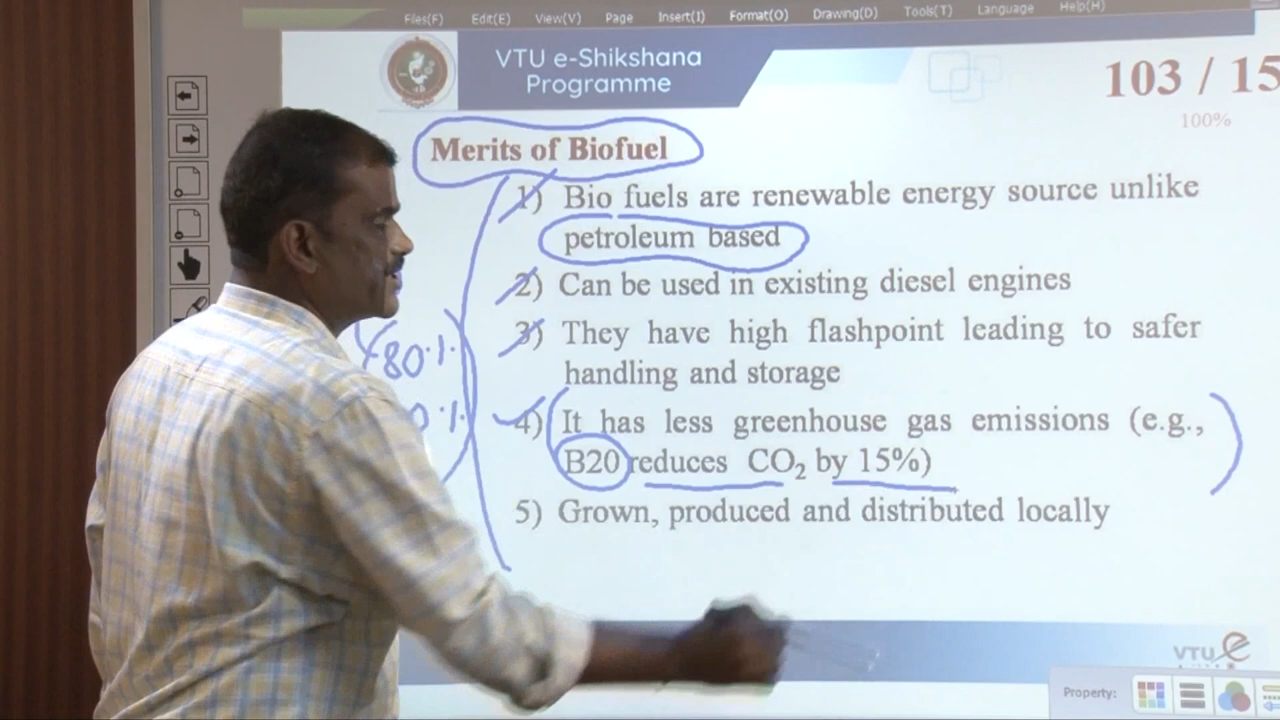 Files(F) Edit(E) View(V) Page Insert(I) Format(O) Drawing(D) Tools(T) Language Help(H)
VTU e-Shikshana
Programme
103 / 15
100%
Merits of Biofuel
1) Bio fuels are renewable energy source unlike
petroleum based
2) Can be used in existing diesel engines
3) They have high flashpoint leading to safer
handling and storage
80%
0%
4) It has less greenhouse gas emissions (e.g.,
B20 reduces CO₂ by 15%)
5) Grown, produced and distributed locally
VTU e
Property: